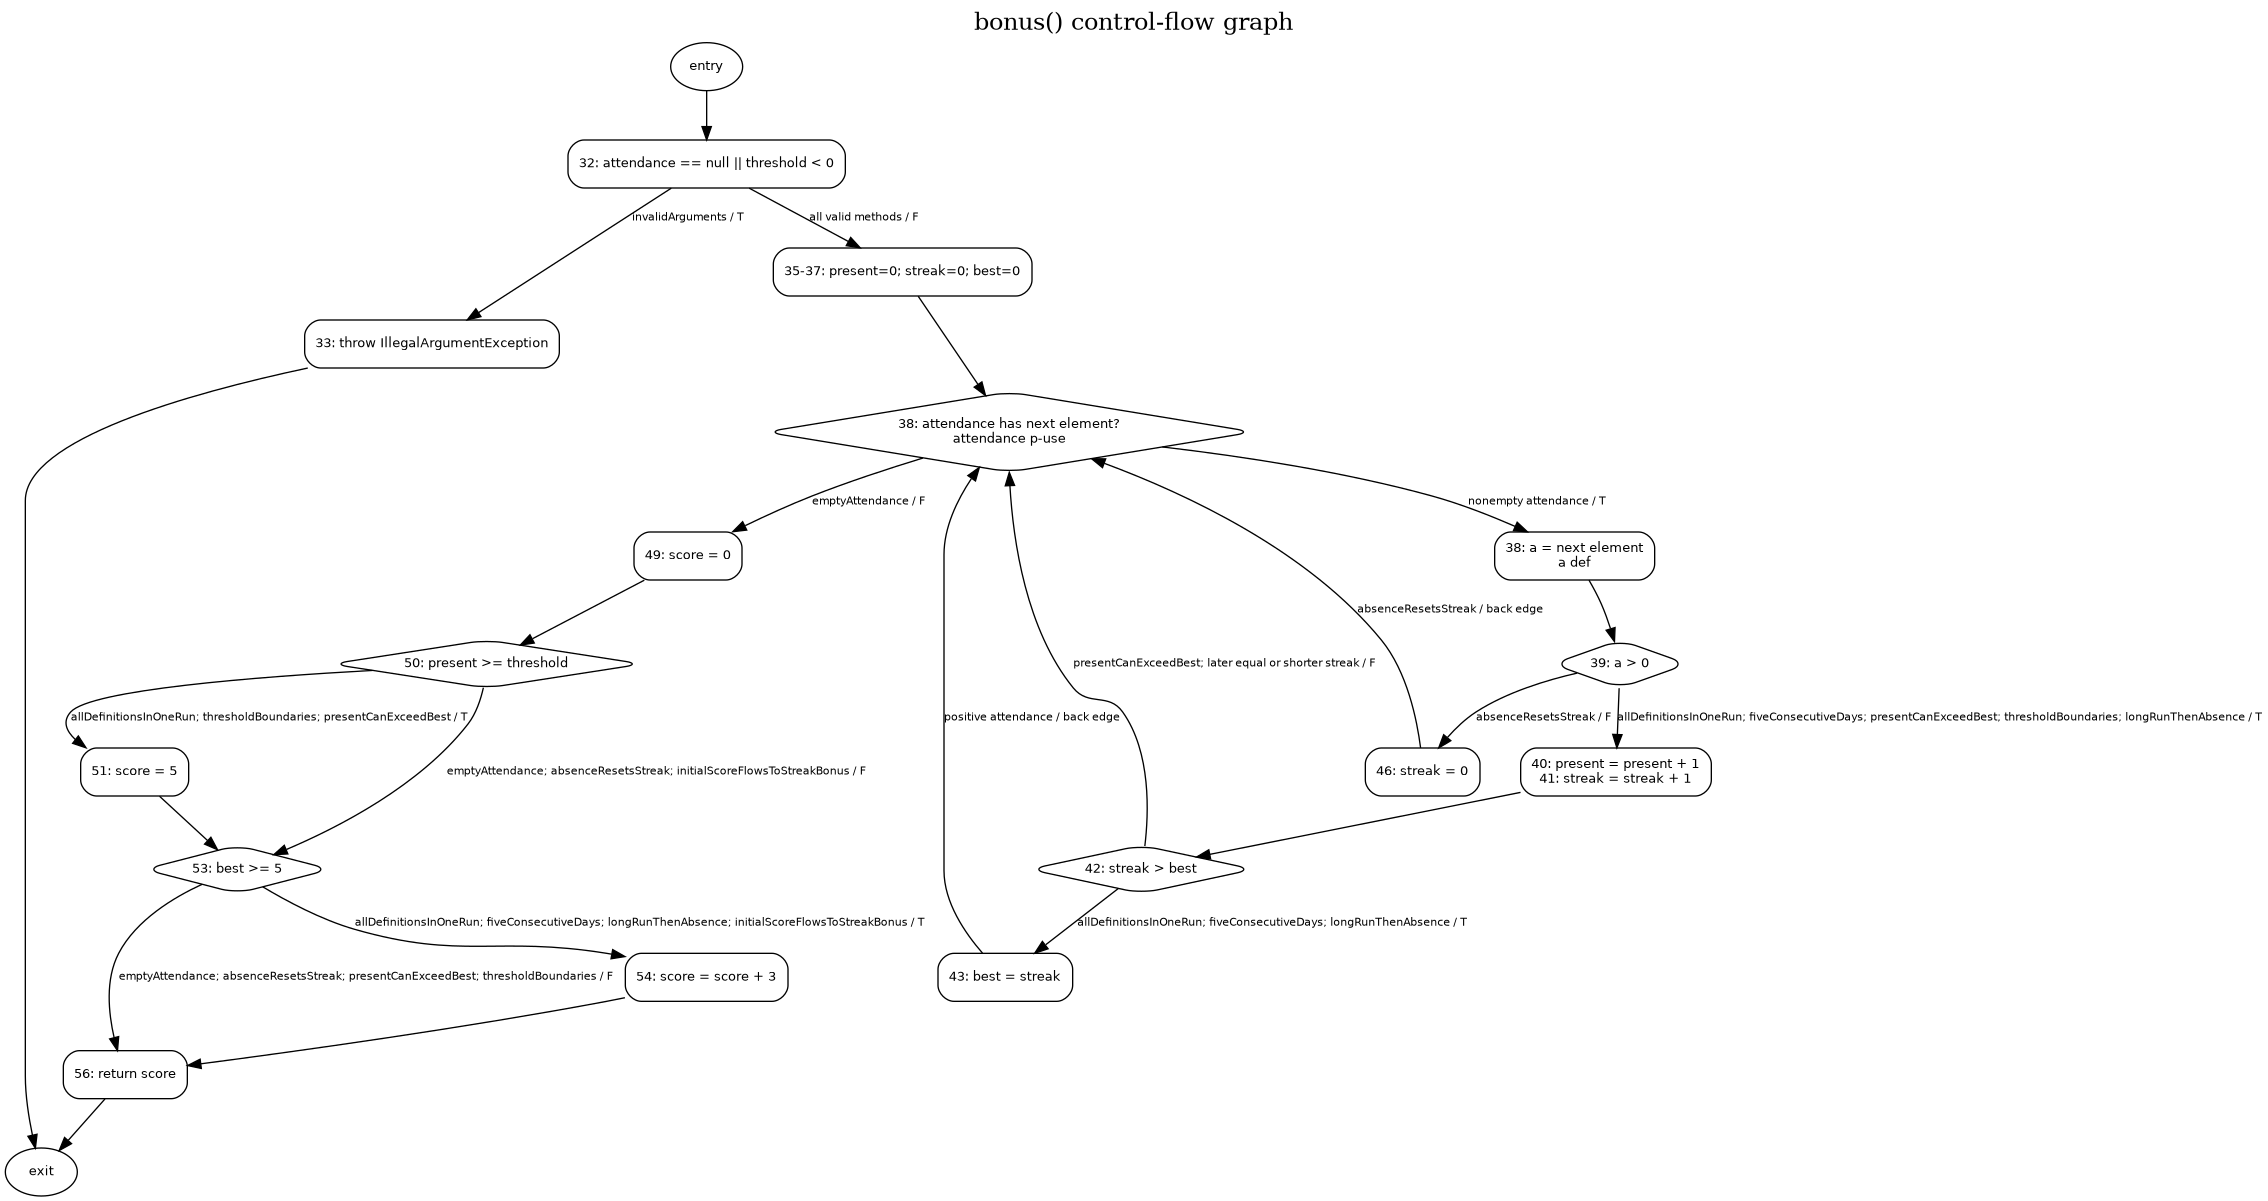 bonus() control-flow graph
entry
32: attendance == null || threshold < 0
invalidArguments / T
all valid methods / F
35-37: present=0; streak=0; best=0
33: throw IllegalArgumentException
38: attendance has next element?
attendance p-use
emptyAttendance / F
nonempty attendance / T
49: score = 0
38: a = next element
a def
absenceResetsStreak / back edge
50: present >= threshold
presentCanExceedBest; later equal or shorter streak / F
39: a > 0
allDefinitionsInOneRun; thresholdBoundaries; presentCanExceedBest / T
positive attendance / back edge
absenceResetsStreak / F
allDefinitionsInOneRun; fiveConsecutiveDays; presentCanExceedBest; thresholdBoundaries; longRunThenAbsence / T
51: score = 5
emptyAttendance; absenceResetsStreak; initialScoreFlowsToStreakBonus / F
46: streak = 0
40: present = present + 1
41: streak = streak + 1
53: best >= 5
42: streak > best
allDefinitionsInOneRun; fiveConsecutiveDays; longRunThenAbsence; initialScoreFlowsToStreakBonus / T
allDefinitionsInOneRun; fiveConsecutiveDays; longRunThenAbsence / T
emptyAttendance; absenceResetsStreak; presentCanExceedBest; thresholdBoundaries / F
54: score = score + 3
43: best = streak
56: return score
exit